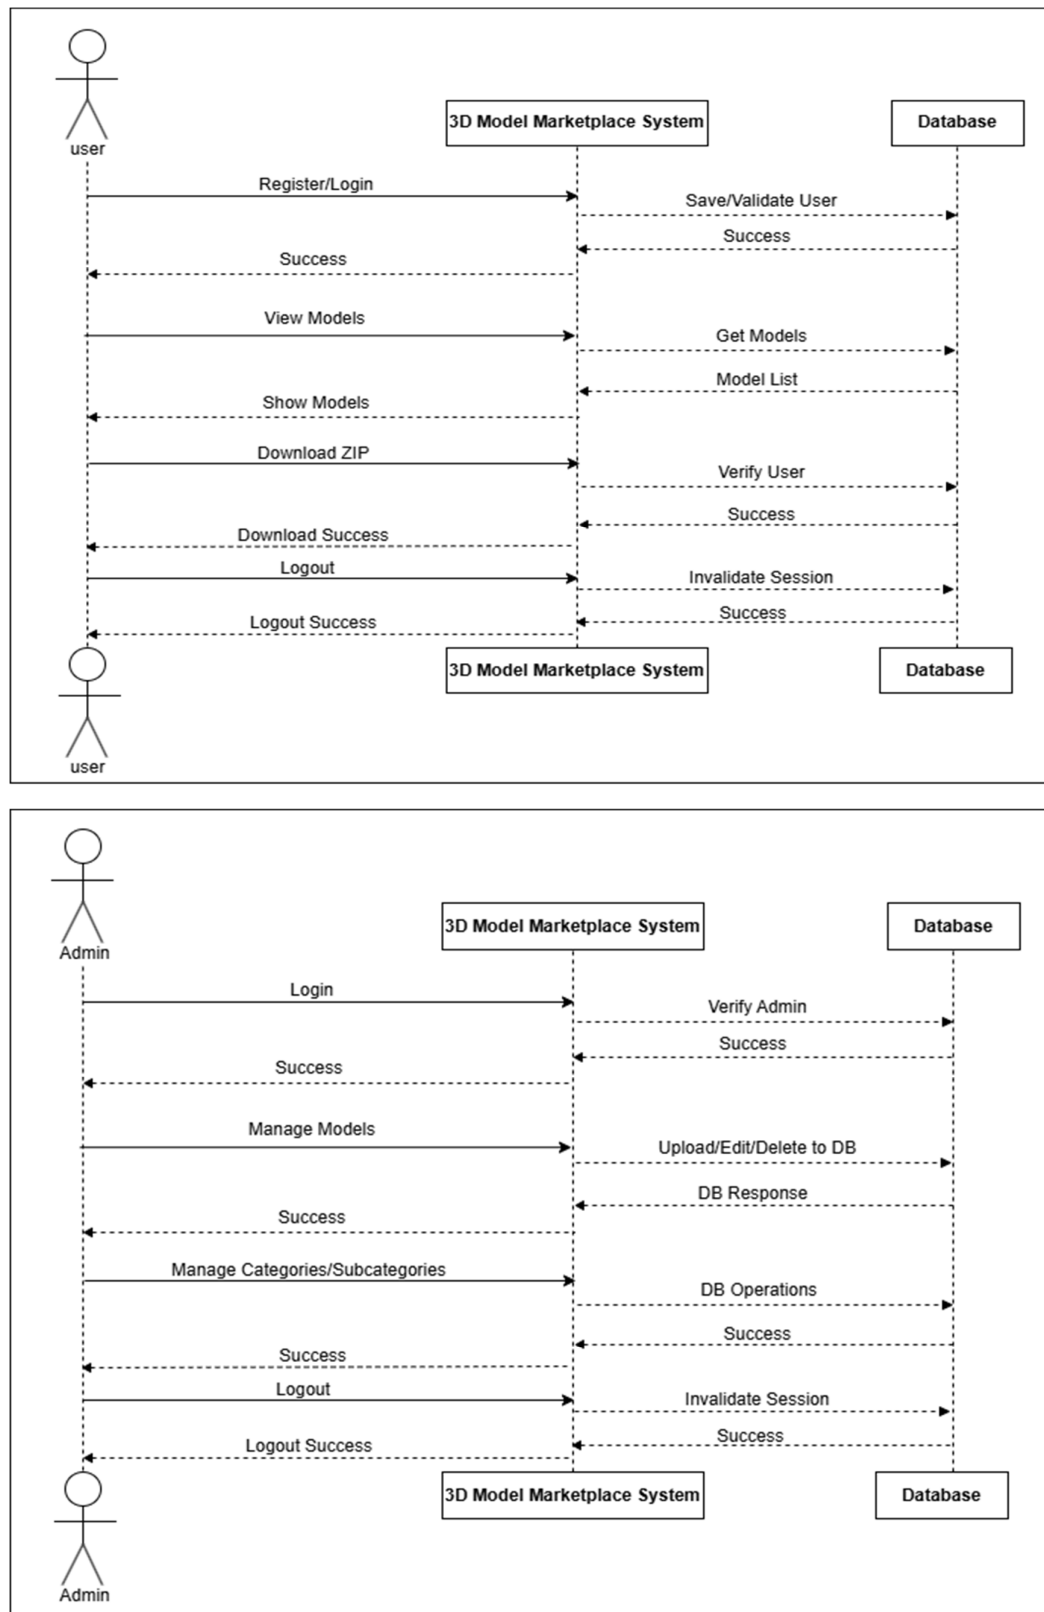 user
3D Model Marketplace System
Database
Register/Login
Save/Validate User
Success
Success
View Models
Get Models
Model List
Show Models
Download ZIP
Verify User
Success
Download Success
Logout
Invalidate Session
Success
Logout Success
3D Model Marketplace System
Database
user
Admin
3D Model Marketplace System
Database
Login
Verify Admin
Success
Success
Manage Models
Upload/Edit/Delete to DB
DB Response
Success
Manage Categories/Subcategories
DB Operations
Success
Success
Logout
Invalidate Session
Success
Logout Success
3D Model Marketplace System
Database
Admin